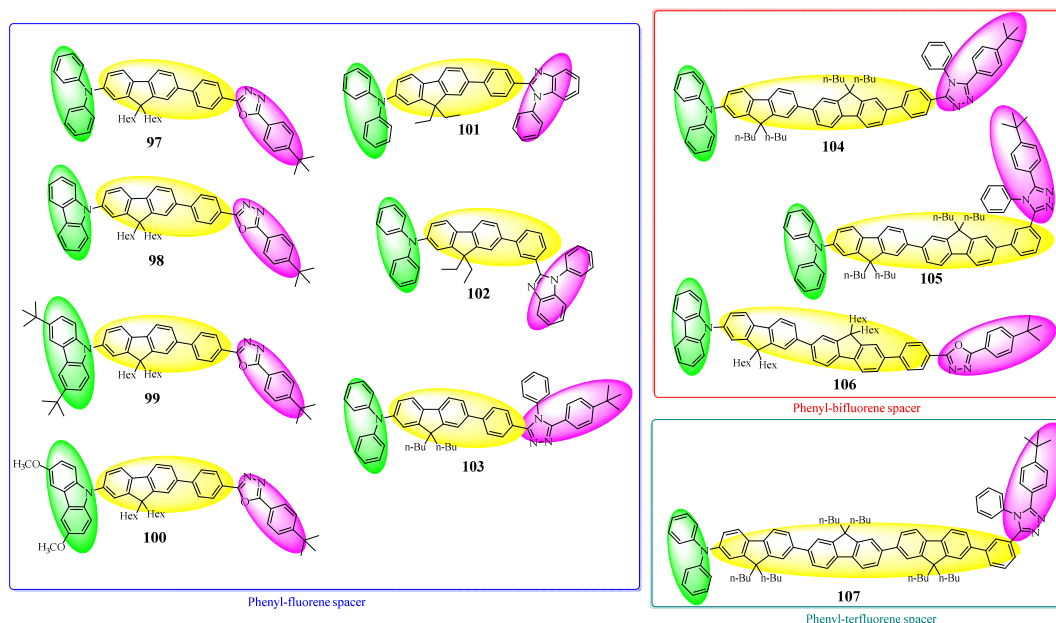 N
N N
O
Hex Hex
97
N
N N
O
Hex Hex
98
N
N N
O
Hex Hex
99
H₃CO
N
N N
O
Hex Hex
H₃CO
100
N
N
N
101
N
N
N
102
N
N
N N
n-Bu n-Bu
103
Phenyl-fluorene spacer
n-Bu n-Bu
N
N
N N
n-Bu n-Bu
104
N
N
N
N
n-Bu n-Bu
n-Bu n-Bu
105
N
Hex
Hex
Hex Hex
O
N N
106
Phenyl-bifluorene spacer
N
N
N
N
n-Bu n-Bu
n-Bu n-Bu
n-Bu n-Bu
107
Phenyl-terfluorene spacer